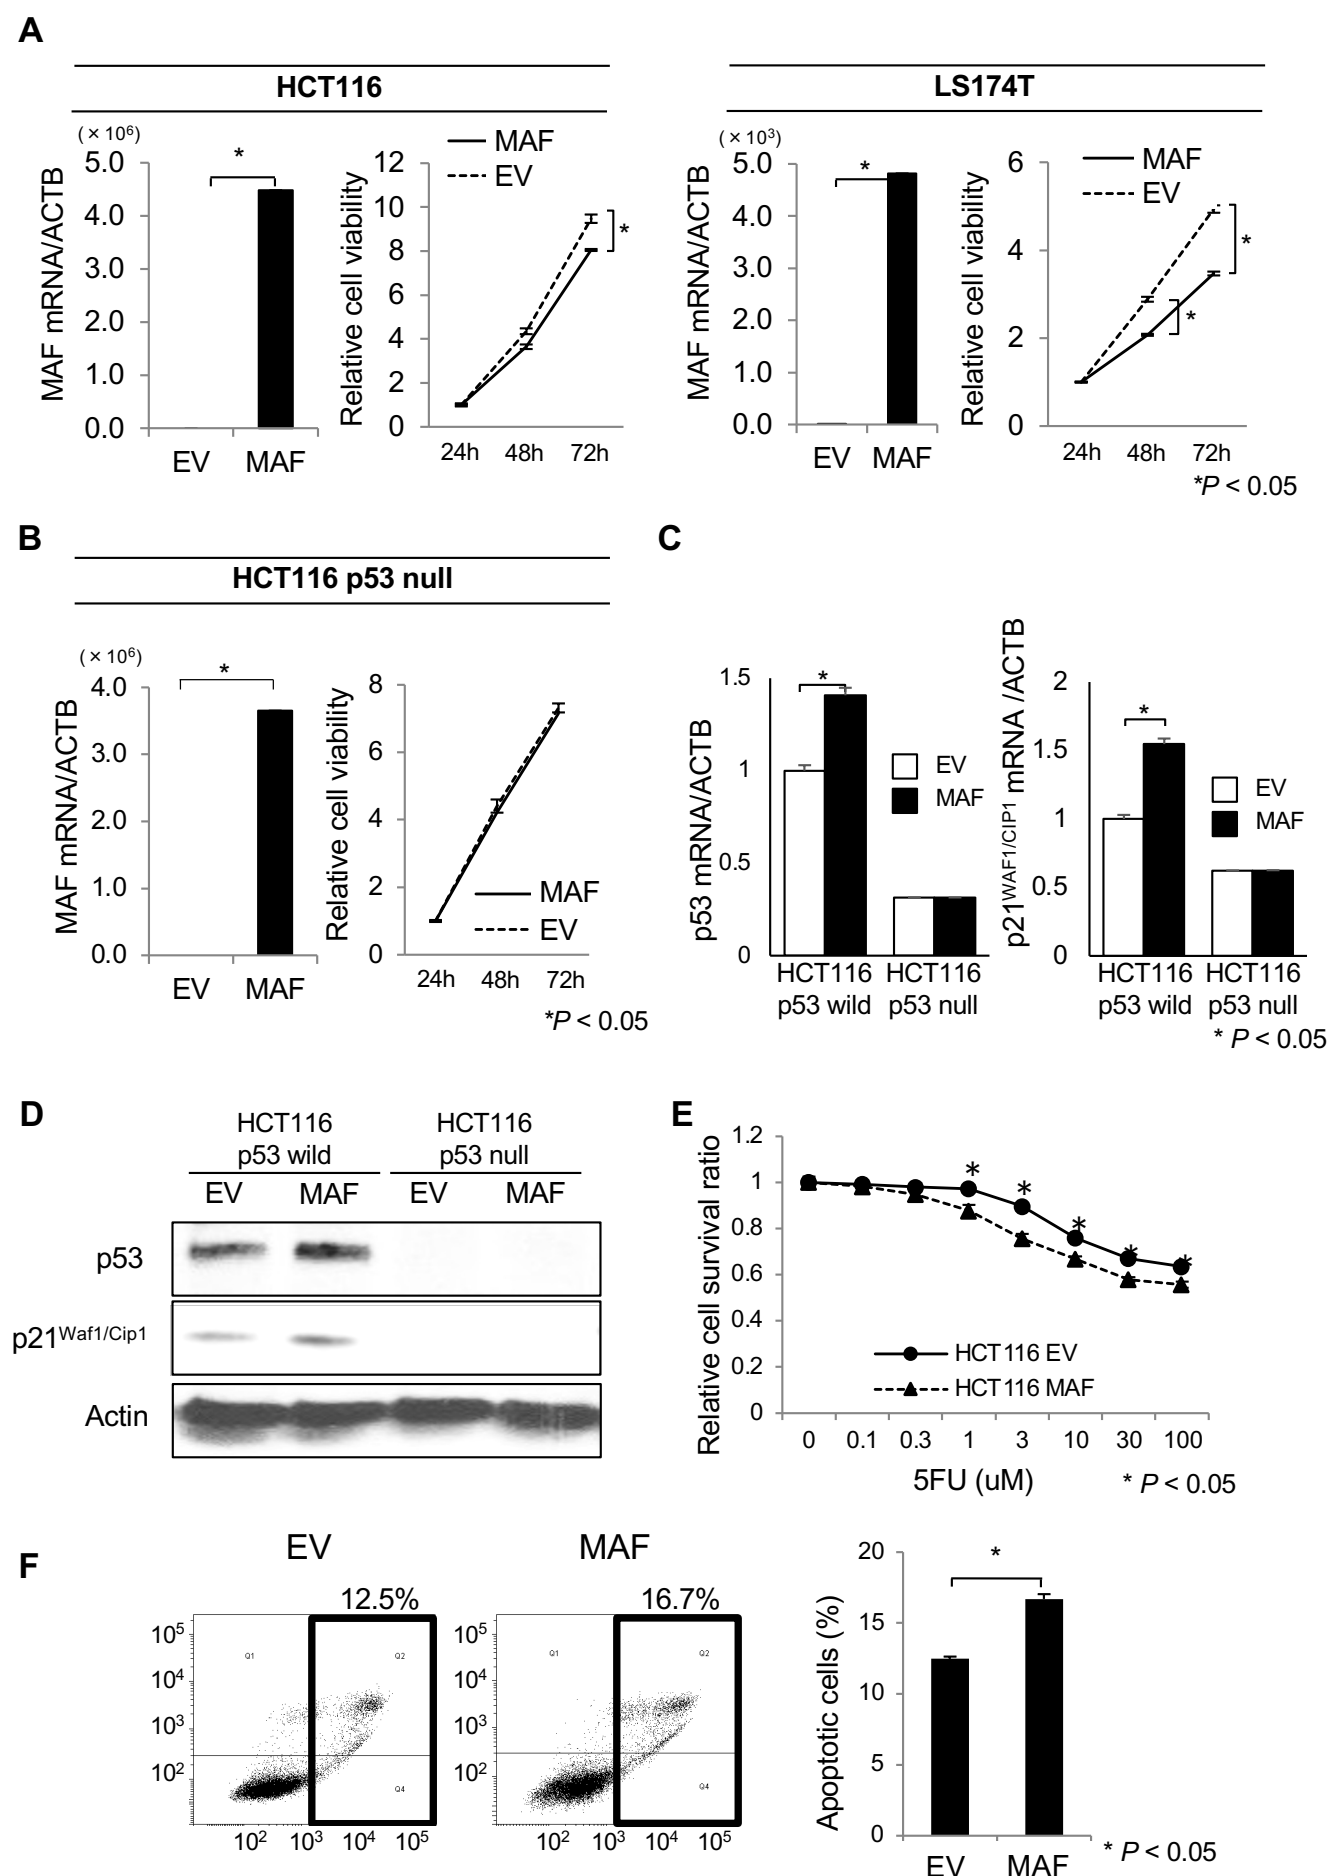 A
HCT116
(×10⁶)
MAF mRNA/ACTB
5.0
4.0
3.0
2.0
1.0
0.0
*
EV MAF
Relative cell viability
12
10
8
6
4
2
0
MAF
EV
*
24h 48h 72h
LS174T
(×10³)
MAF mRNA/ACTB
5.0
4.0
3.0
2.0
1.0
0.0
*
EV MAF
Relative cell viability
6
4
2
0
MAF
EV
*
*
24h 48h 72h
*P < 0.05
B
HCT116 p53 null
(×10⁶)
MAF mRNA/ACTB
4.0
3.0
2.0
1.0
0.0
*
EV MAF
Relative cell viability
8
6
4
2
0
MAF
EV
24h 48h 72h
*P < 0.05
C
p53 mRNA/ACTB
1.5
1
0.5
0
*
EV
MAF
HCT116 HCT116
p53 wild p53 null
p21WAF1/CIP1 mRNA /ACTB
2
1.5
1
0.5
0
*
EV
MAF
HCT116 HCT116
p53 wild p53 null
* P < 0.05
D
HCT116 HCT116
p53 wild p53 null
EV MAF EV MAF
p53
p21Waf1/Cip1
Actin
E
Relative cell survival ratio
1.2
1
0.8
0.6
0.4
0.2
0
* * * * *
HCT116 EV
HCT116 MAF
0 0.1 0.3 1 3 10 30 100
5FU (uM)
* P < 0.05
F
EV
12.5%
10⁵
10⁴
10³
10²
Q1 Q2
Q4
10² 10³ 10⁴ 10⁵
MAF
16.7%
10⁵
10⁴
10³
10²
Q1 Q2
Q4
10² 10³ 10⁴ 10⁵
Apoptotic cells (%)
20
15
10
5
0
*
EV MAF
* P < 0.05